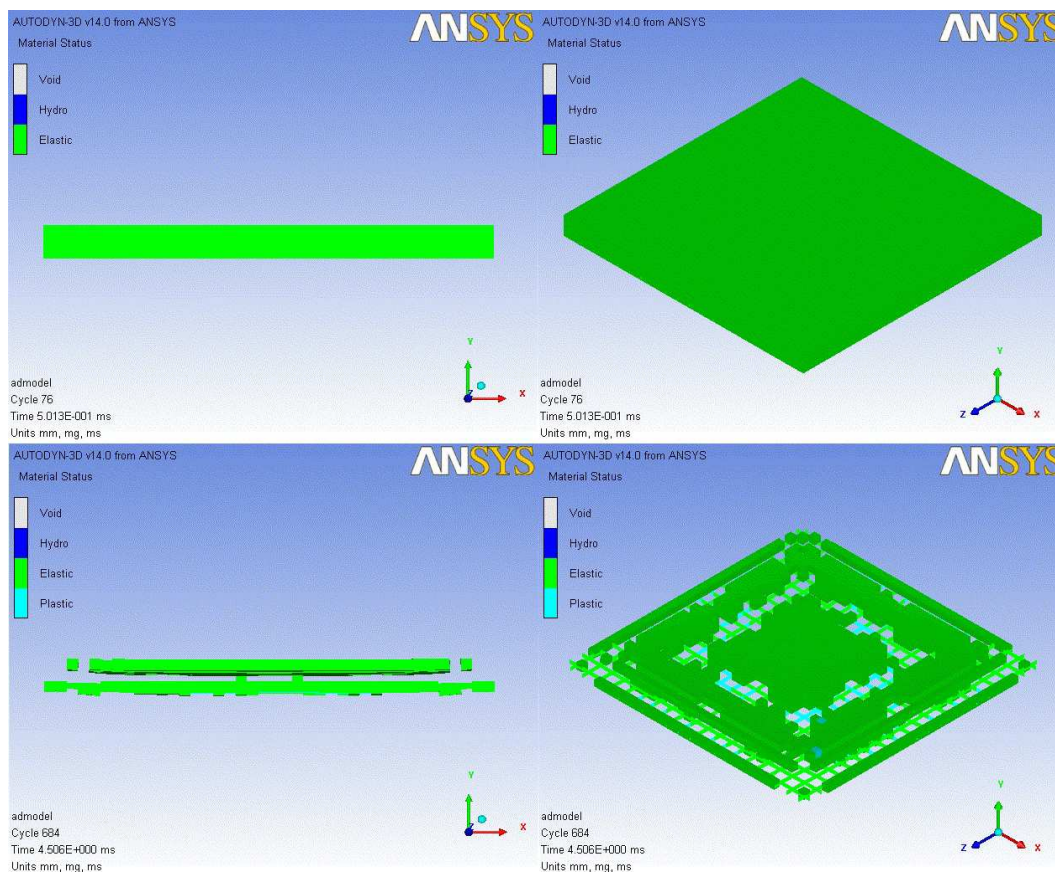 AUTODYN-3D v14.0 from ANSYS
Material Status
ANSYS
Void
Hydro
Elastic
Y
Z
X
admodel
Cycle 76
Time 5.013E-001 ms
Units mm, mg, ms
AUTODYN-3D v14.0 from ANSYS
Material Status
ANSYS
Void
Hydro
Elastic
Y
Z
X
admodel
Cycle 76
Time 5.013E-001 ms
Units mm, mg, ms
AUTODYN-3D v14.0 from ANSYS
Material Status
ANSYS
Void
Hydro
Elastic
Plastic
Y
Z
X
admodel
Cycle 684
Time 4.506E+000 ms
Units mm, mg, ms
AUTODYN-3D v14.0 from ANSYS
Material Status
ANSYS
Void
Hydro
Elastic
Plastic
Y
Z
X
admodel
Cycle 684
Time 4.506E+000 ms
Units mm, mg, ms